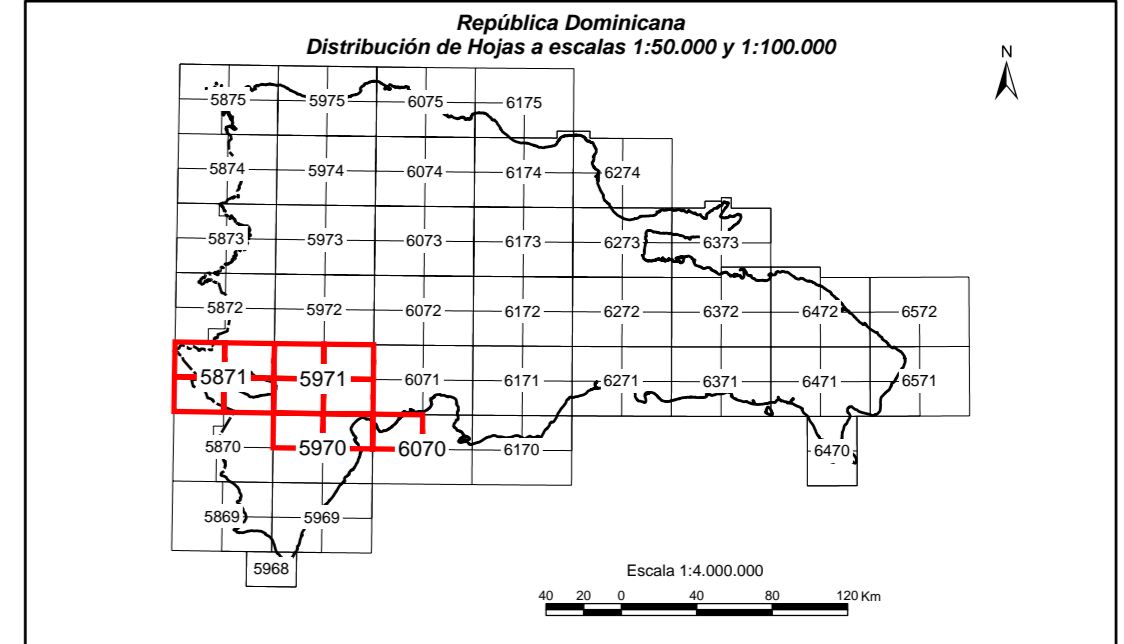 República Dominicana
Distribución de Hojas a escalas 1:50.000 y 1:100.000
N
5875 5975 6075 6175
5874 5974 6074 6174 6274
5873 5973 6073 6173 6273 6373
5872 5972 6072 6172 6272 6372 6472 6572
5871 5971 6071 6171 6271 6371 6471 6571
5870 5970 6070 6170 6470
5869 5969
5968
Escala 1:4.000.000
40 20 0 40 80 120 Km